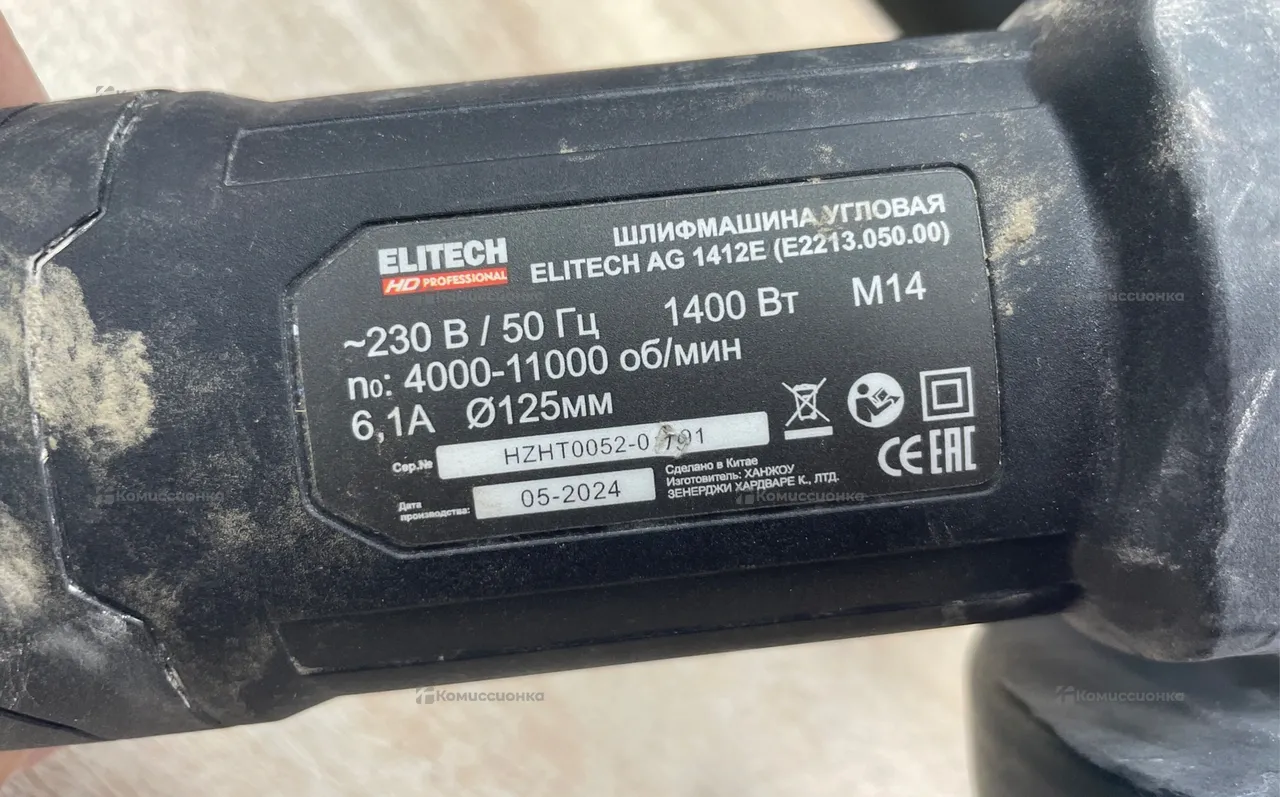 ELITECH
HD PROFESSIONAL
ШЛИФМАШИНА УГЛОВАЯ
ELITECH AG 1412E (E2213.050.00)
~230 В / 50 Гц 1400 Вт M14
n₀: 4000-11000 об/мин
6,1A Ø125мм
Сер.№
Дата
производства: 05-2024
Сделано в Китае
Изготовитель: ХАНЖОУ
ЗЕНЕРДЖИ ХАРДВАРЕ К., ЛТД.
CE EAC
Комиссионка
Комиссионка
Комиссионка
Комиссионка
Комиссионка
Комиссионка